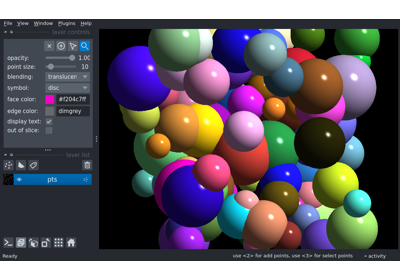 File View Window Plugins Help
layer controls
opacity: 1.00
point size: 10
blending: translucen
symbol: disc
face color: #f204c7ff
edge color: dimgrey
display text:
out of slice:
layer list
pts
Ready
use <2> for add points, use <3> for select points
activity